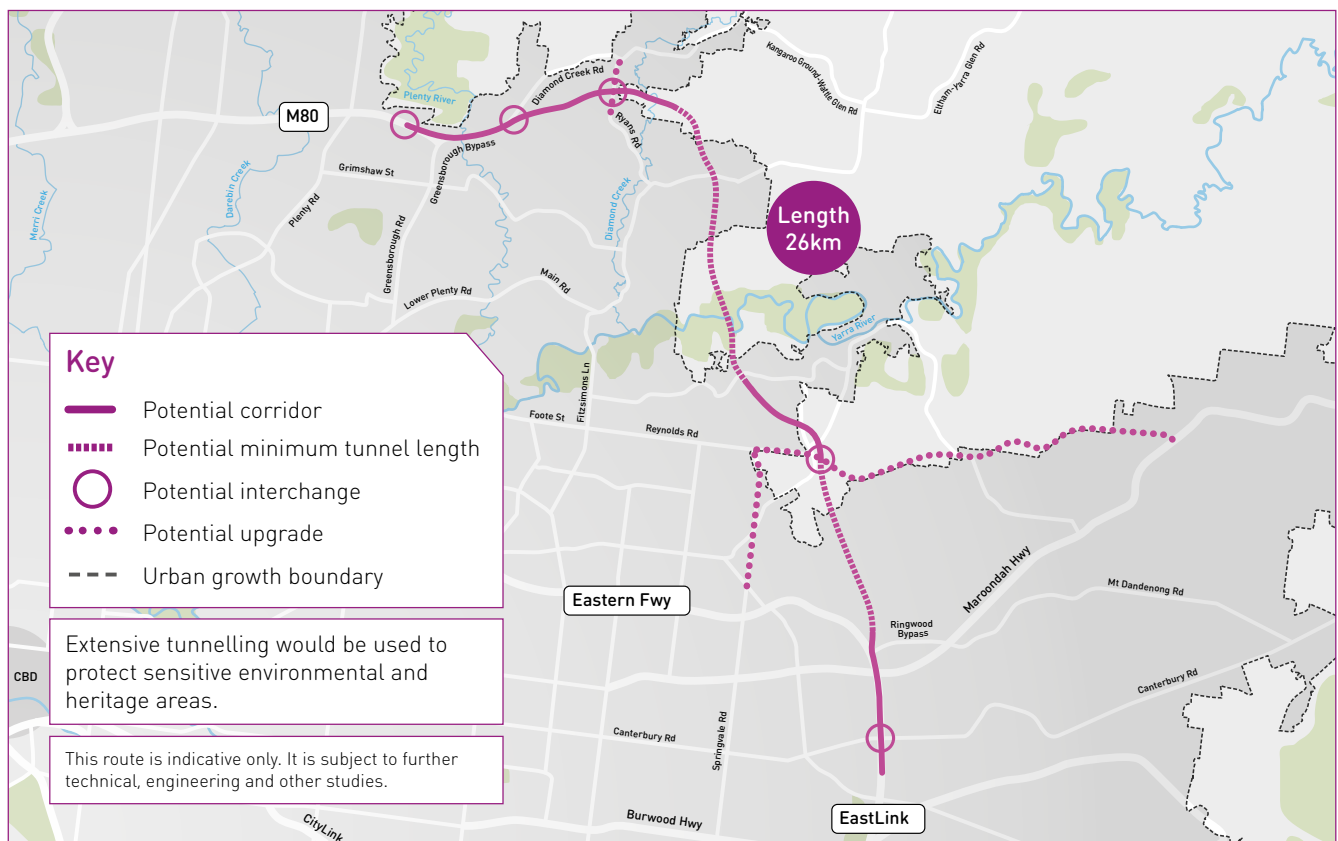 Kangaroo Ground-Wattle Glen Rd
Eltham-Yarra Glen Rd
Diamond Creek Rd
Plenty River
M80
Ryans Rd
Greensborough Bypass
Grimshaw St
Darebin Creek
Merri Creek
Plenty Rd
Diamond Creek
Length
26km
Greensborough Rd
Main Rd
Lower Plenty Rd
Yarra River
Key
Potential corridor
Potential minimum tunnel length
Potential interchange
Potential upgrade
Urban growth boundary
Fitzsimons Ln
Foote St
Reynolds Rd
Maroondah Hwy
Mt Dandenong Rd
Eastern Fwy
Ringwood
Bypass
Extensive tunnelling would be used to
protect sensitive environmental and
heritage areas.
CBD
Canterbury Rd
Canterbury Rd
Springvale Rd
This route is indicative only. It is subject to further
technical, engineering and other studies.
EastLink
Burwood Hwy
CityLink